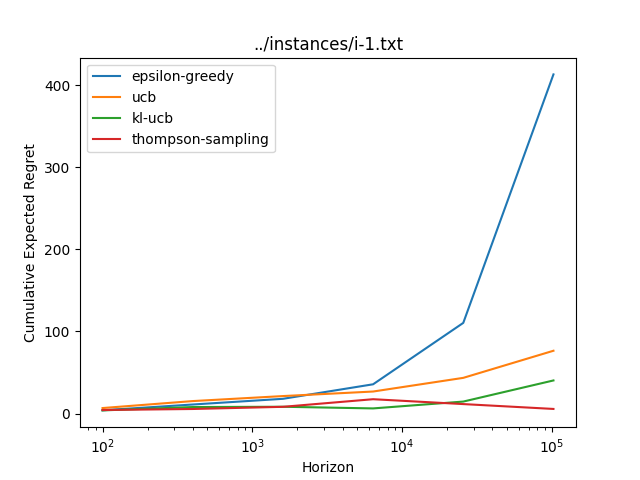 ../instances/i-1.txt
epsilon-greedy
ucb
kl-ucb
thompson-sampling
Cumulative Expected Regret
400
300
200
100
0
10²
10³
10⁴
10⁵
Horizon